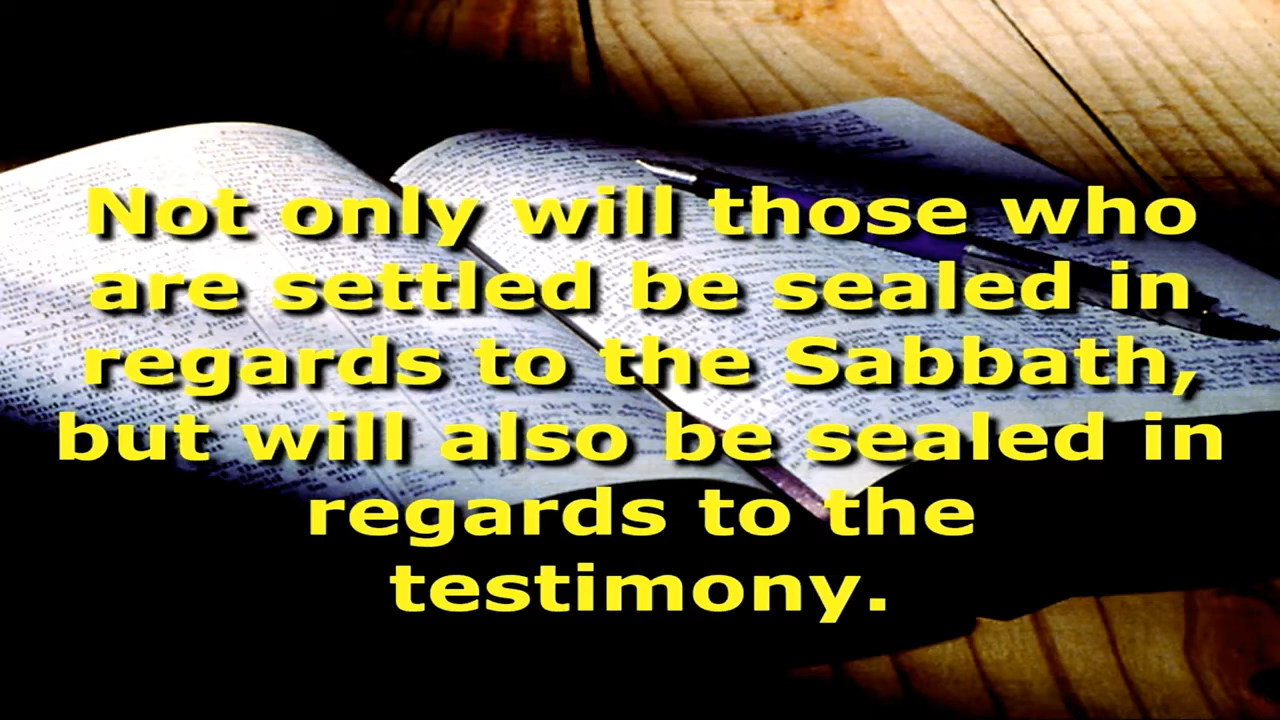 Not only will those who
are settled be sealed in
regards to the Sabbath,
but will also be sealed in
regards to the
testimony.